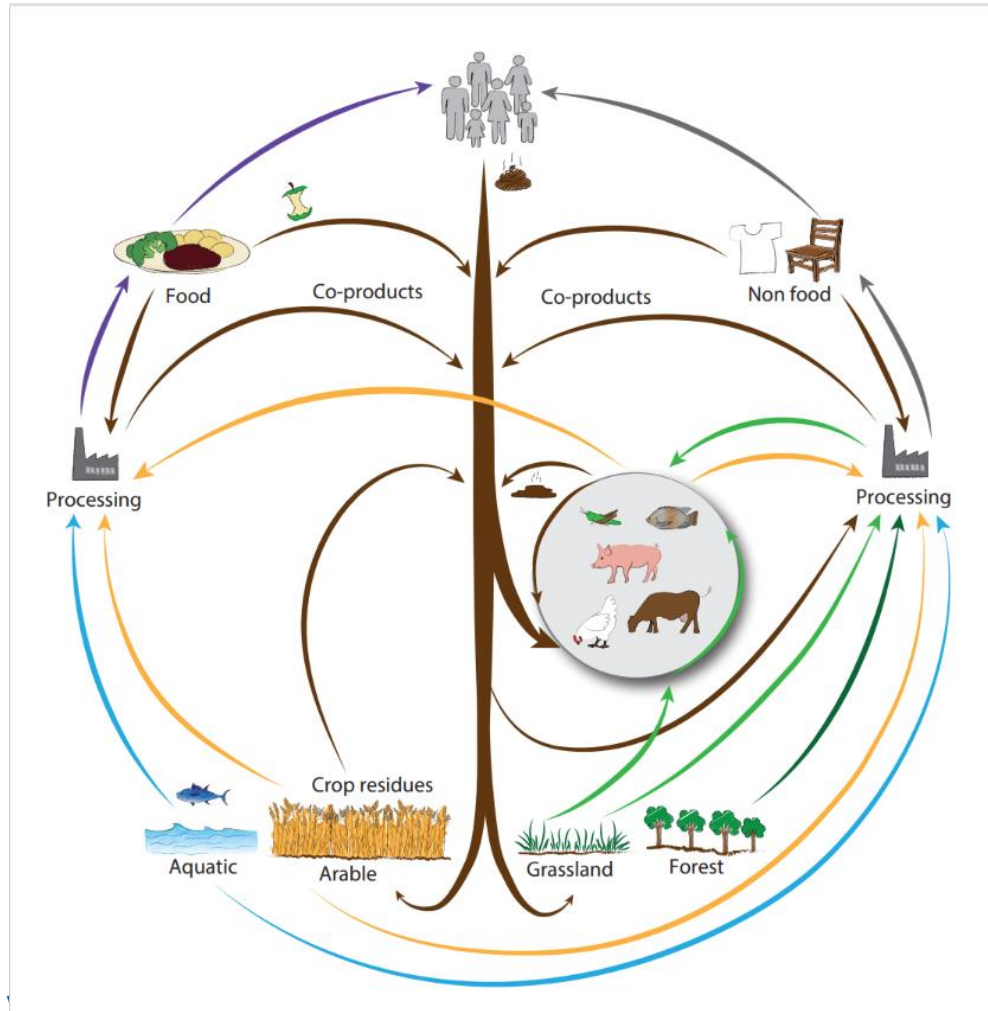 Food
Co-products
Co-products
Non food
Processing
Processing
Crop residues
Aquatic
Arable
Grassland
Forest